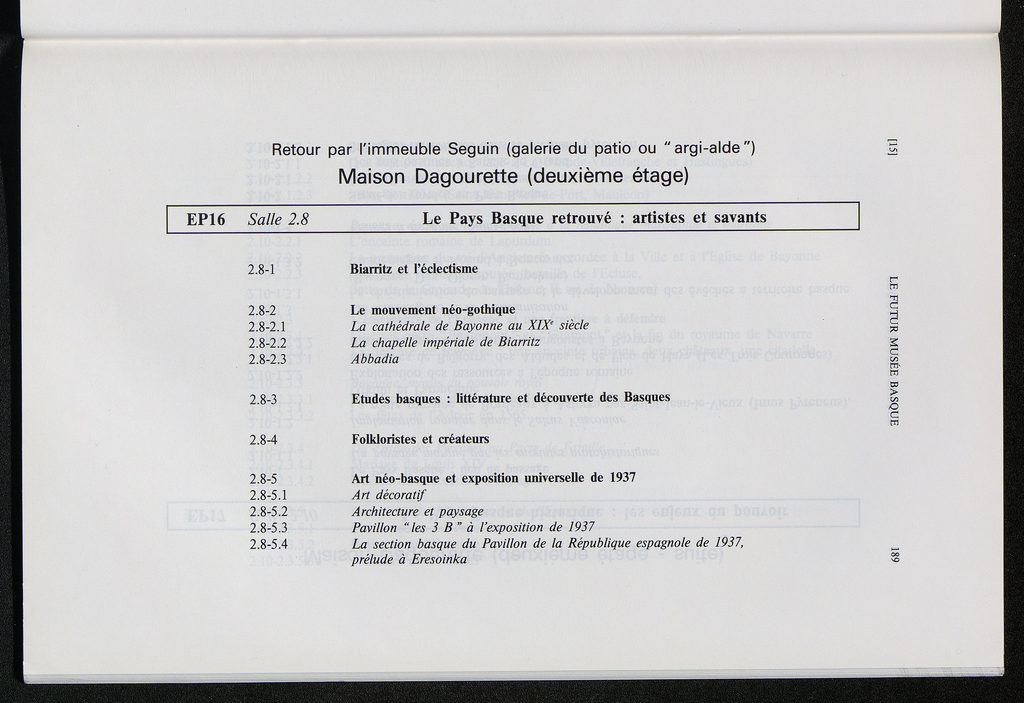 Retour par l'immeuble Seguin (galerie du patio ou "argi-alde")
Maison Dagourette (deuxième étage)
EP16 Salle 2.8 Le Pays Basque retrouvé : artistes et savants
2.8-1 Biarritz et l'éclectisme
2.8-2 Le mouvement néo-gothique
2.8-2.1 La cathédrale de Bayonne au XIXe siècle
2.8-2.2 La chapelle impériale de Biarritz
2.8-2.3 Abbadia
2.8-3 Etudes basques : littérature et découverte des Basques
2.8-4 Folkloristes et créateurs
2.8-5 Art néo-basque et exposition universelle de 1937
2.8-5.1 Art décoratif
2.8-5.2 Architecture et paysage
2.8-5.3 Pavillon "les 3 B" à l'exposition de 1937
2.8-5.4 La section basque du Pavillon de la République espagnole de 1937,
prélude à Eresoinka
[15]
LE FUTUR MUSÉE BASQUE
189